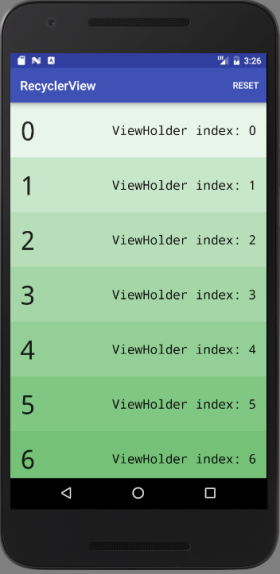 3:26
RecyclerView RESET
0 ViewHolder index: 0
1 ViewHolder index: 1
2 ViewHolder index: 2
3 ViewHolder index: 3
4 ViewHolder index: 4
5 ViewHolder index: 5
6 ViewHolder index: 6